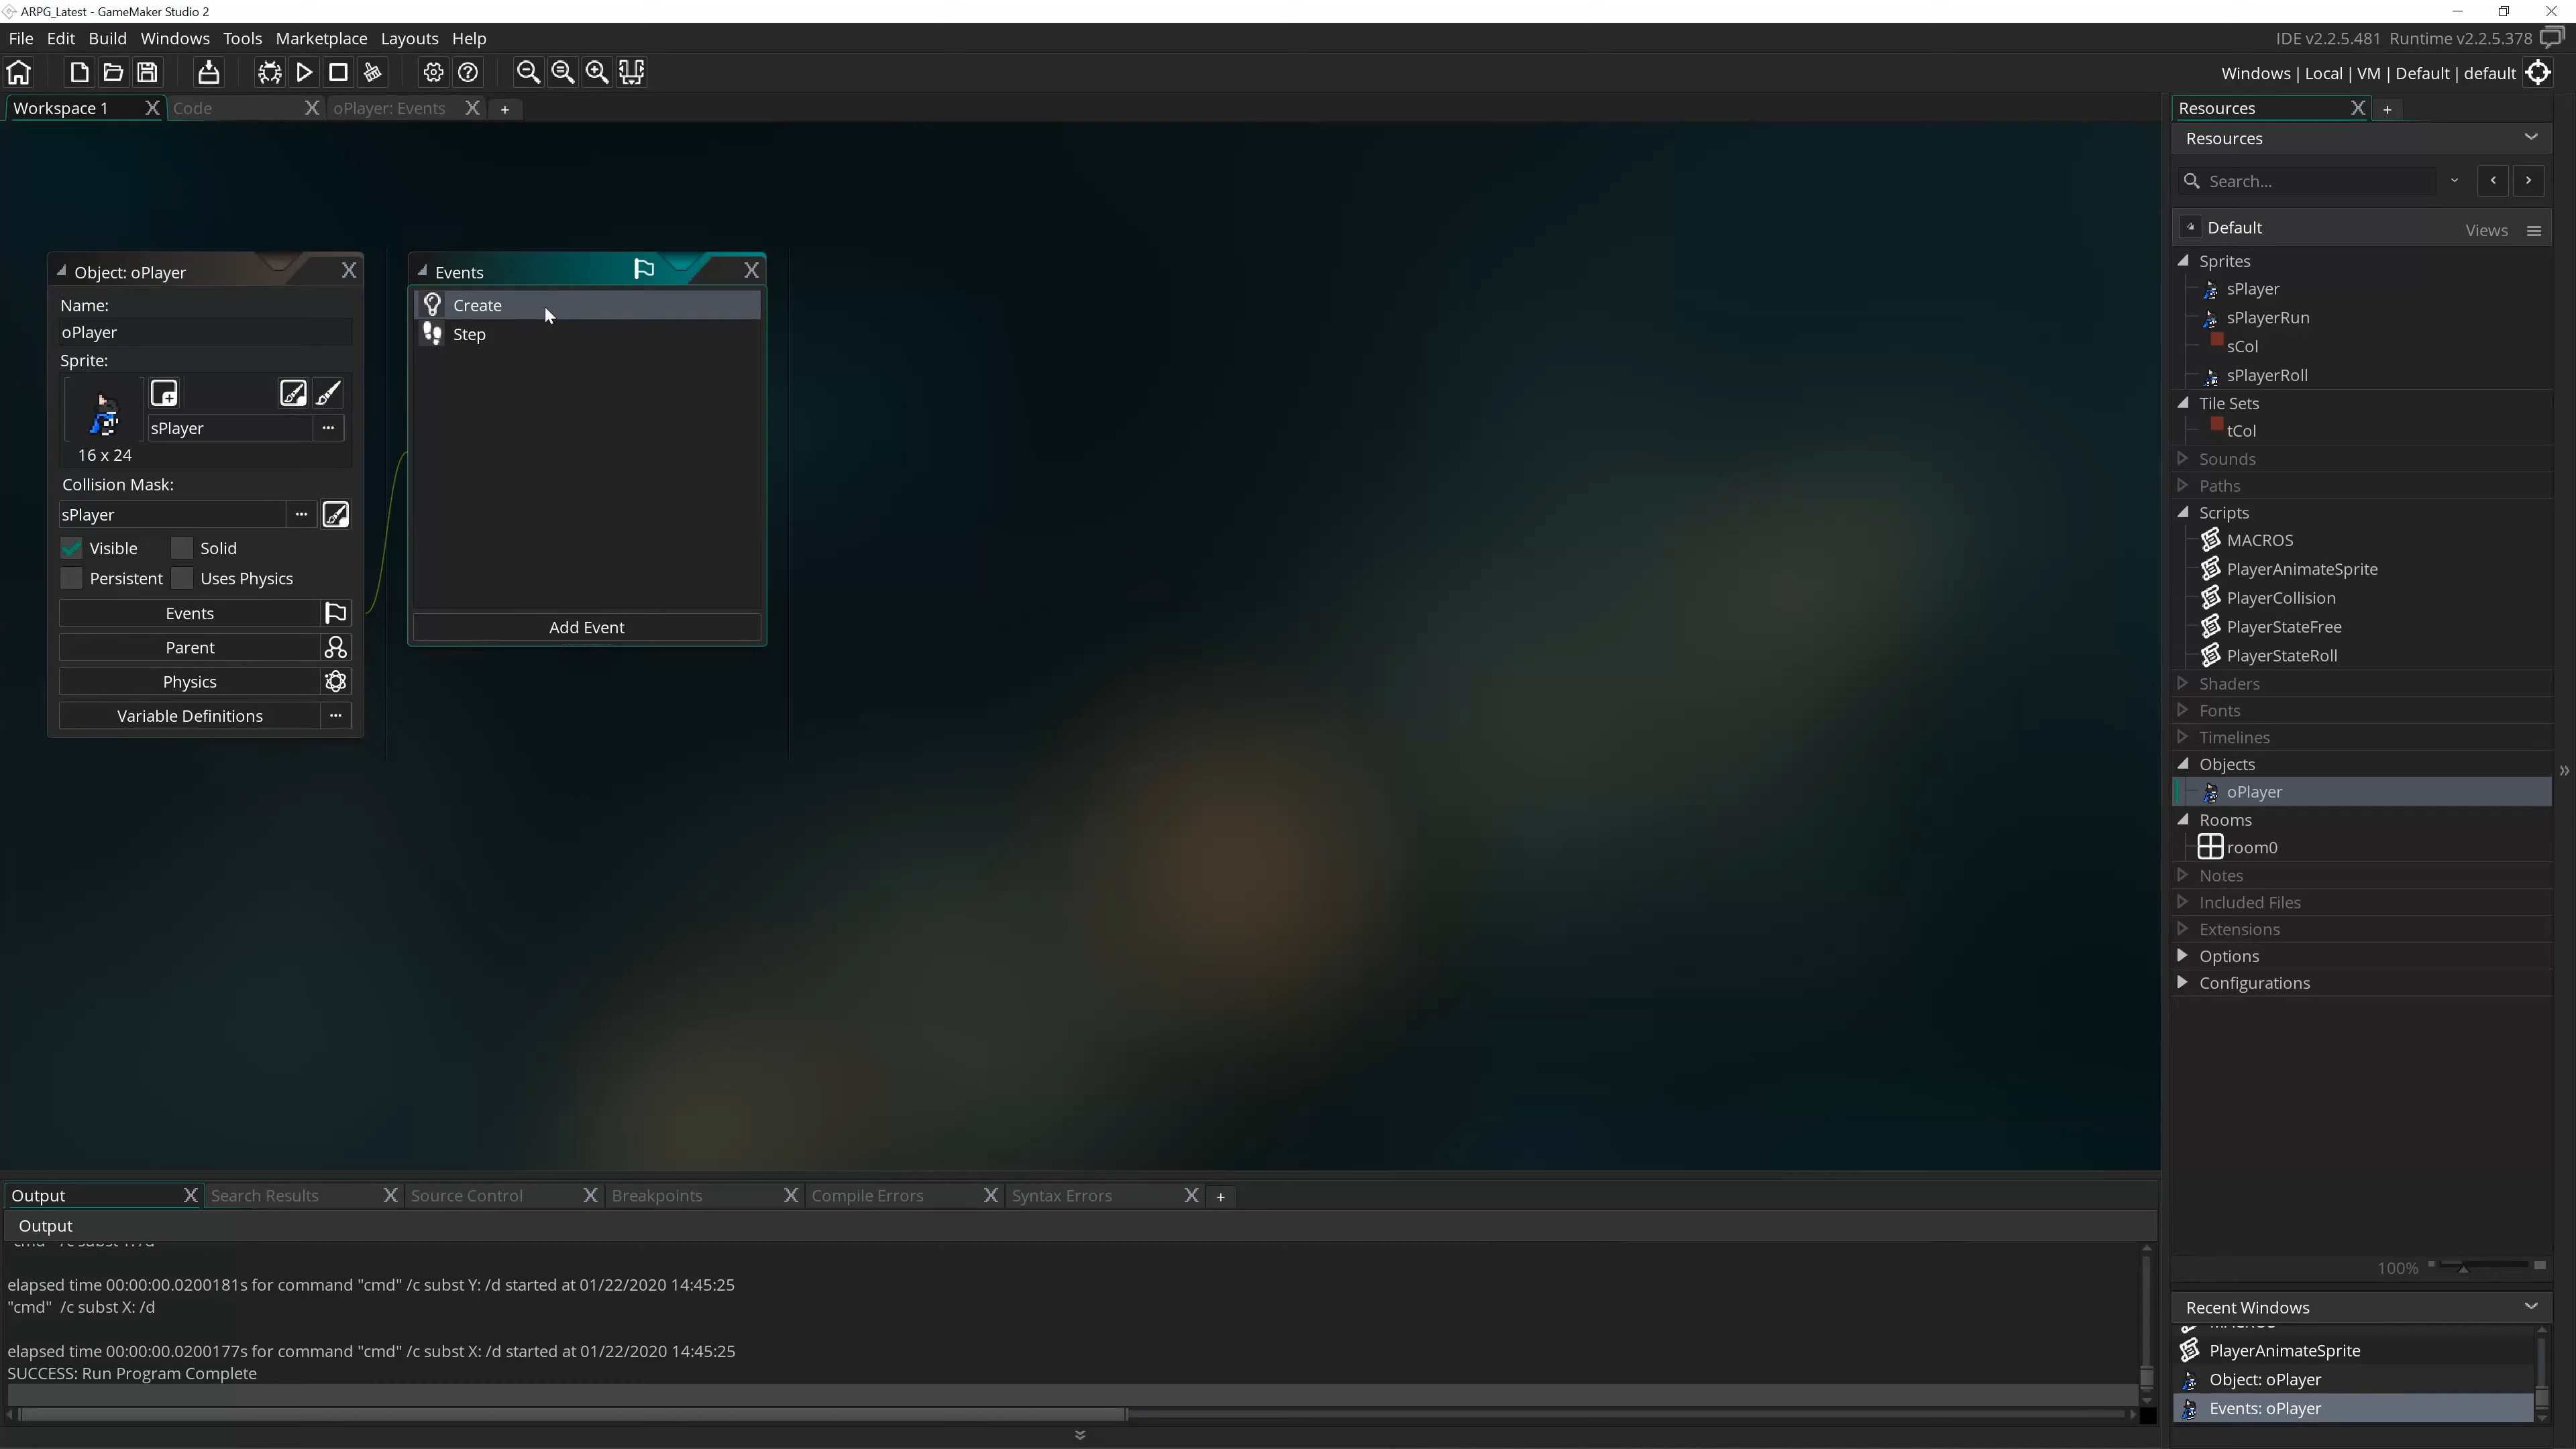 ARPG_Latest - GameMaker Studio 2
File Edit Build Windows Tools Marketplace Layouts Help
IDE v2.2.5.481 Runtime v2.2.5.378
Windows | Local | VM | Default | default
Workspace 1 X Code X oPlayer: Events X +
Object: oPlayer X
Name:
oPlayer
Sprite:
sPlayer ...
16 x 24
Collision Mask:
sPlayer ...
Visible Solid
Persistent Uses Physics
Events
Parent
Physics
Variable Definitions ...
Events X
Create
Step
Add Event
Resources X +
Resources
Search...
Default Views
Sprites
sPlayer
sPlayerRun
sCol
sPlayerRoll
Tile Sets
tCol
Sounds
Paths
Scripts
MACROS
PlayerAnimateSprite
PlayerCollision
PlayerStateFree
PlayerStateRoll
Shaders
Fonts
Timelines
Objects
oPlayer
Rooms
room0
Notes
Included Files
Extensions
Options
Configurations
100%
Recent Windows
PlayerAnimateSprite
Object: oPlayer
Events: oPlayer
Output X Search Results X Source Control X Breakpoints X Compile Errors X Syntax Errors X +
Output
elapsed time 00:00:00.0200181s for command "cmd" /c subst Y: /d started at 01/22/2020 14:45:25
"cmd" /c subst X: /d
elapsed time 00:00:00.0200177s for command "cmd" /c subst X: /d started at 01/22/2020 14:45:25
SUCCESS: Run Program Complete